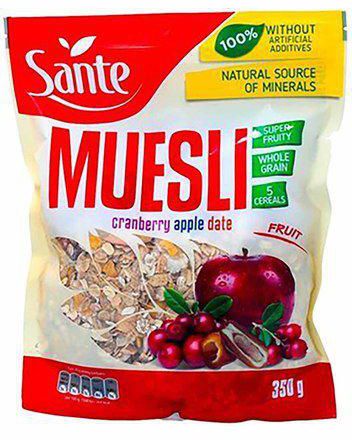 Sante
100%
WITHOUT
ARTIFICIAL
ADDITIVES
NATURAL SOURCE
OF MINERALS
MUESLI
SUPER
FRUITY
WHOLE
GRAIN
5
CEREALS
cranberry apple date
FRUIT
350 g